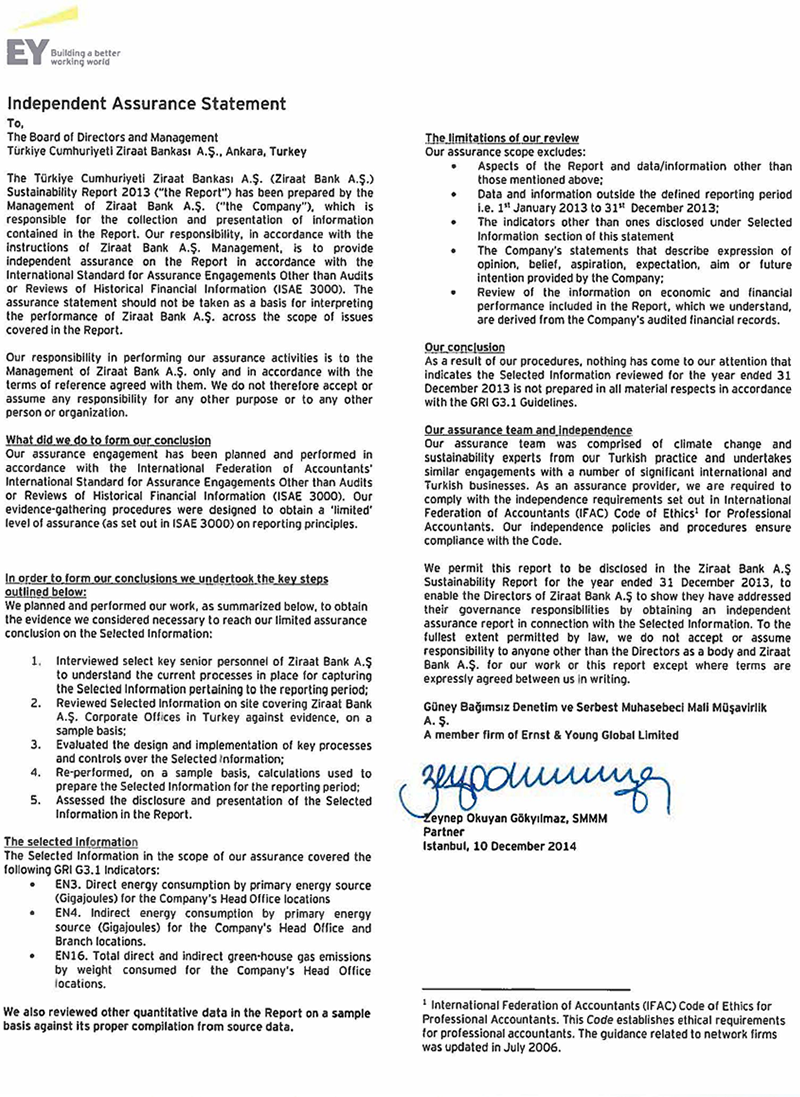 EY Building a better
working world
Independent Assurance Statement
To,
The Board of Directors and Management
Türkiye Cumhuriyeti Ziraat Bankası A.Ş., Ankara, Turkey
The Türkiye Cumhuriyeti Ziraat Bankası A.Ş. (Ziraat Bank A.Ş.)
Sustainability Report 2013 ("the Report") has been prepared by the
Management of Ziraat Bank A.Ş. ("the Company"), which is
responsible for the collection and presentation of information
contained in the Report. Our responsibility, in accordance with the
instructions of Ziraat Bank A.Ş. Management, is to provide
independent assurance on the Report in accordance with the
International Standard for Assurance Engagements Other than Audits
or Reviews of Historical Financial Information (ISAE 3000). The
assurance statement should not be taken as a basis for interpreting
the performance of Ziraat Bank A.Ş. across the scope of issues
covered in the Report.
Our responsibility in performing our assurance activities is to the
Management of Ziraat Bank A.Ş. only and in accordance with the
terms of reference agreed with them. We do not therefore accept or
assume any responsibility for any other purpose or to any other
person or organization.
What did we do to form our conclusion
Our assurance engagement has been planned and performed in
accordance with the International Federation of Accountants'
International Standard for Assurance Engagements Other than Audits
or Reviews of Historical Financial Information (ISAE 3000). Our
evidence-gathering procedures were designed to obtain a 'limited'
level of assurance (as set out in ISAE 3000) on reporting principles.
In order to form our conclusions we undertook the key steps
outlined below:
We planned and performed our work, as summarized below, to obtain
the evidence we considered necessary to reach our limited assurance
conclusion on the Selected Information:
1. Interviewed select key senior personnel of Ziraat Bank A.Ş
to understand the current processes in place for capturing
the Selected Information pertaining to the reporting period;
2. Reviewed Selected Information on site covering Ziraat Bank
A.Ş. Corporate Offices in Turkey against evidence, on a
sample basis;
3. Evaluated the design and implementation of key processes
and controls over the Selected Information;
4. Re-performed, on a sample basis, calculations used to
prepare the Selected Information for the reporting period;
5. Assessed the disclosure and presentation of the Selected
Information in the Report.
The selected Information
The Selected Information in the scope of our assurance covered the
following GRI G3.1 Indicators:
• EN3. Direct energy consumption by primary energy source
(Gigajoules) for the Company's Head Office locations
• EN4. Indirect energy consumption by primary energy
source (Gigajoules) for the Company's Head Office and
Branch locations.
• EN16. Total direct and indirect green-house gas emissions
by weight consumed for the Company's Head Office
locations.
We also reviewed other quantitative data in the Report on a sample
basis against its proper compilation from source data.
The limitations of our review
Our assurance scope excludes:
• Aspects of the Report and data/information other than
those mentioned above;
• Data and information outside the defined reporting period
i.e. 1st January 2013 to 31st December 2013;
• The indicators other than ones disclosed under Selected
Information section of this statement
• The Company's statements that describe expression of
opinion, belief, aspiration, expectation, aim or future
intention provided by the Company;
• Review of the information on economic and financial
performance included in the Report, which we understand,
are derived from the Company's audited financial records.
Our conclusion
As a result of our procedures, nothing has come to our attention that
indicates the Selected Information reviewed for the year ended 31
December 2013 is not prepared in all material respects in accordance
with the GRI G3.1 Guidelines.
Our assurance team and independence
Our assurance team was comprised of climate change and
sustainability experts from our Turkish practice and undertakes
similar engagements with a number of significant international and
Turkish businesses. As an assurance provider, we are required to
comply with the independence requirements set out in International
Federation of Accountants (IFAC) Code of Ethics¹ for Professional
Accountants. Our independence policies and procedures ensure
compliance with the Code.
We permit this report to be disclosed in the Ziraat Bank A.Ş
Sustainability Report for the year ended 31 December 2013, to
enable the Directors of Ziraat Bank A.Ş to show they have addressed
their governance responsibilities by obtaining an independent
assurance report in connection with the Selected Information. To the
fullest extent permitted by law, we do not accept or assume
responsibility to anyone other than the Directors as a body and Ziraat
Bank A.Ş. for our work or this report except where terms are
expressly agreed between us in writing.
Güney Bağımsız Denetim ve Serbest Muhasebeci Mali Müşavirlik
A. Ş.
A member firm of Ernst & Young Global Limited
Zeynep Okuyan Gökyılmaz, SMMM
Partner
Istanbul, 10 December 2014
¹ International Federation of Accountants (IFAC) Code of Ethics for
Professional Accountants. This Code establishes ethical requirements
for professional accountants. The guidance related to network firms
was updated in July 2006.